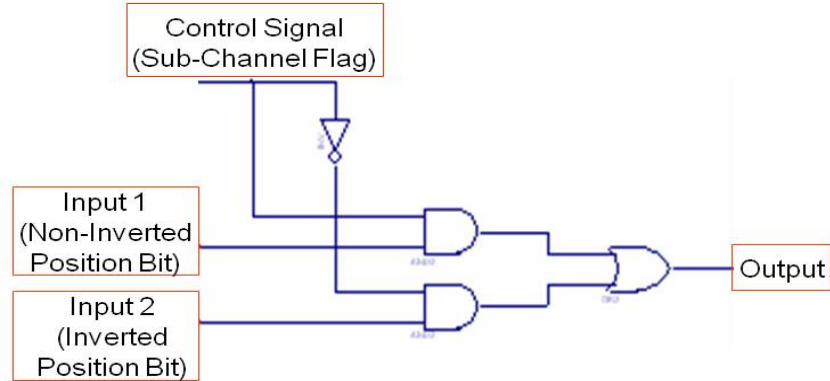 Control Signal
(Sub-Channel Flag)
Input 1
(Non-Inverted
Position Bit)
Input 2
(Inverted
Position Bit)
Output